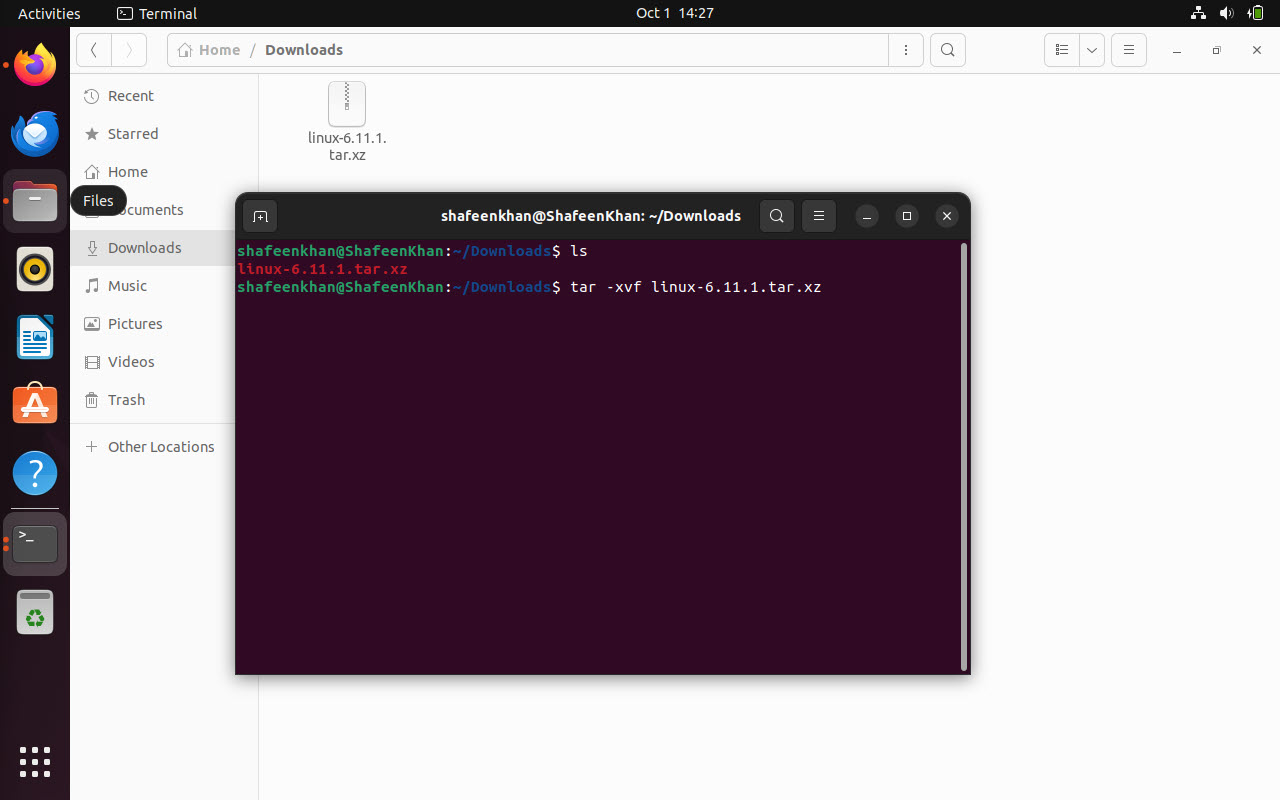 Activities Terminal Oct 1 14:27
Home / Downloads
Recent
Starred
Home
Files
Documents
Downloads
Music
Pictures
Videos
Trash
Other Locations
linux-6.11.1.
tar.xz
shafeenkhan@ShafeenKhan: ~/Downloads
shafeenkhan@ShafeenKhan:~/Downloads$ ls
linux-6.11.1.tar.xz
shafeenkhan@ShafeenKhan:~/Downloads$ tar -xvf linux-6.11.1.tar.xz